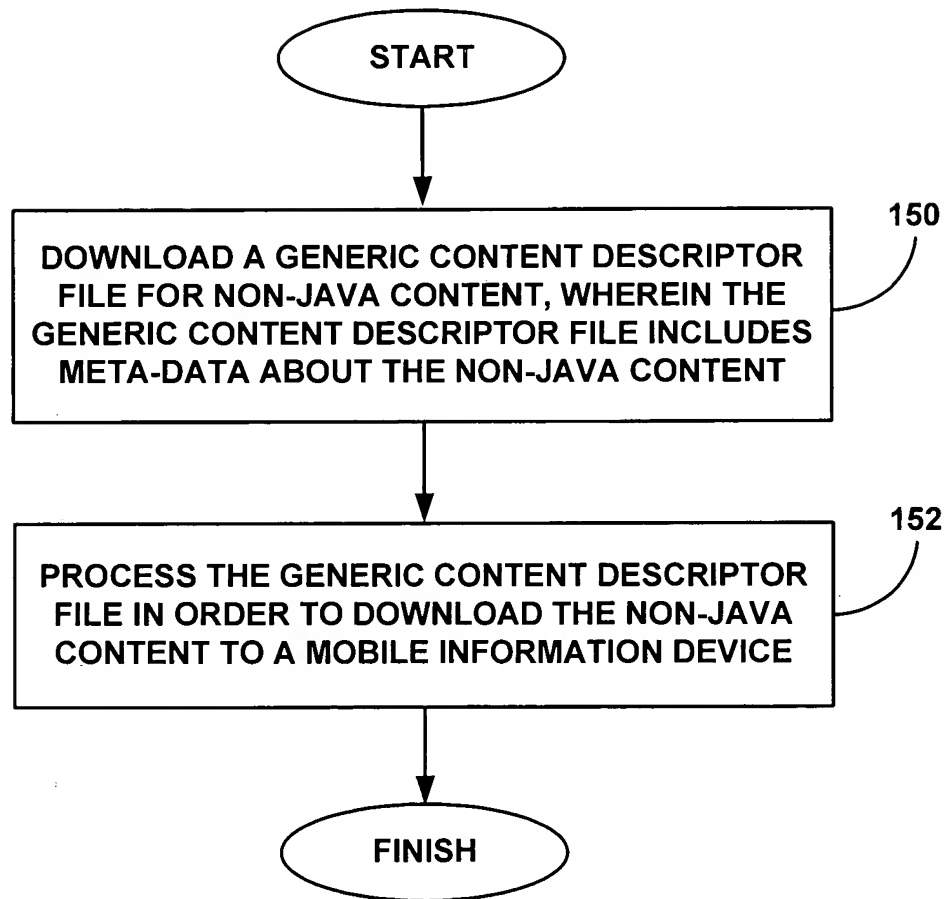 START
150
DOWNLOAD A GENERIC CONTENT DESCRIPTOR
FILE FOR NON-JAVA CONTENT, WHEREIN THE
GENERIC CONTENT DESCRIPTOR FILE INCLUDES
META-DATA ABOUT THE NON-JAVA CONTENT
152
PROCESS THE GENERIC CONTENT DESCRIPTOR
FILE IN ORDER TO DOWNLOAD THE NON-JAVA
CONTENT TO A MOBILE INFORMATION DEVICE
FINISH